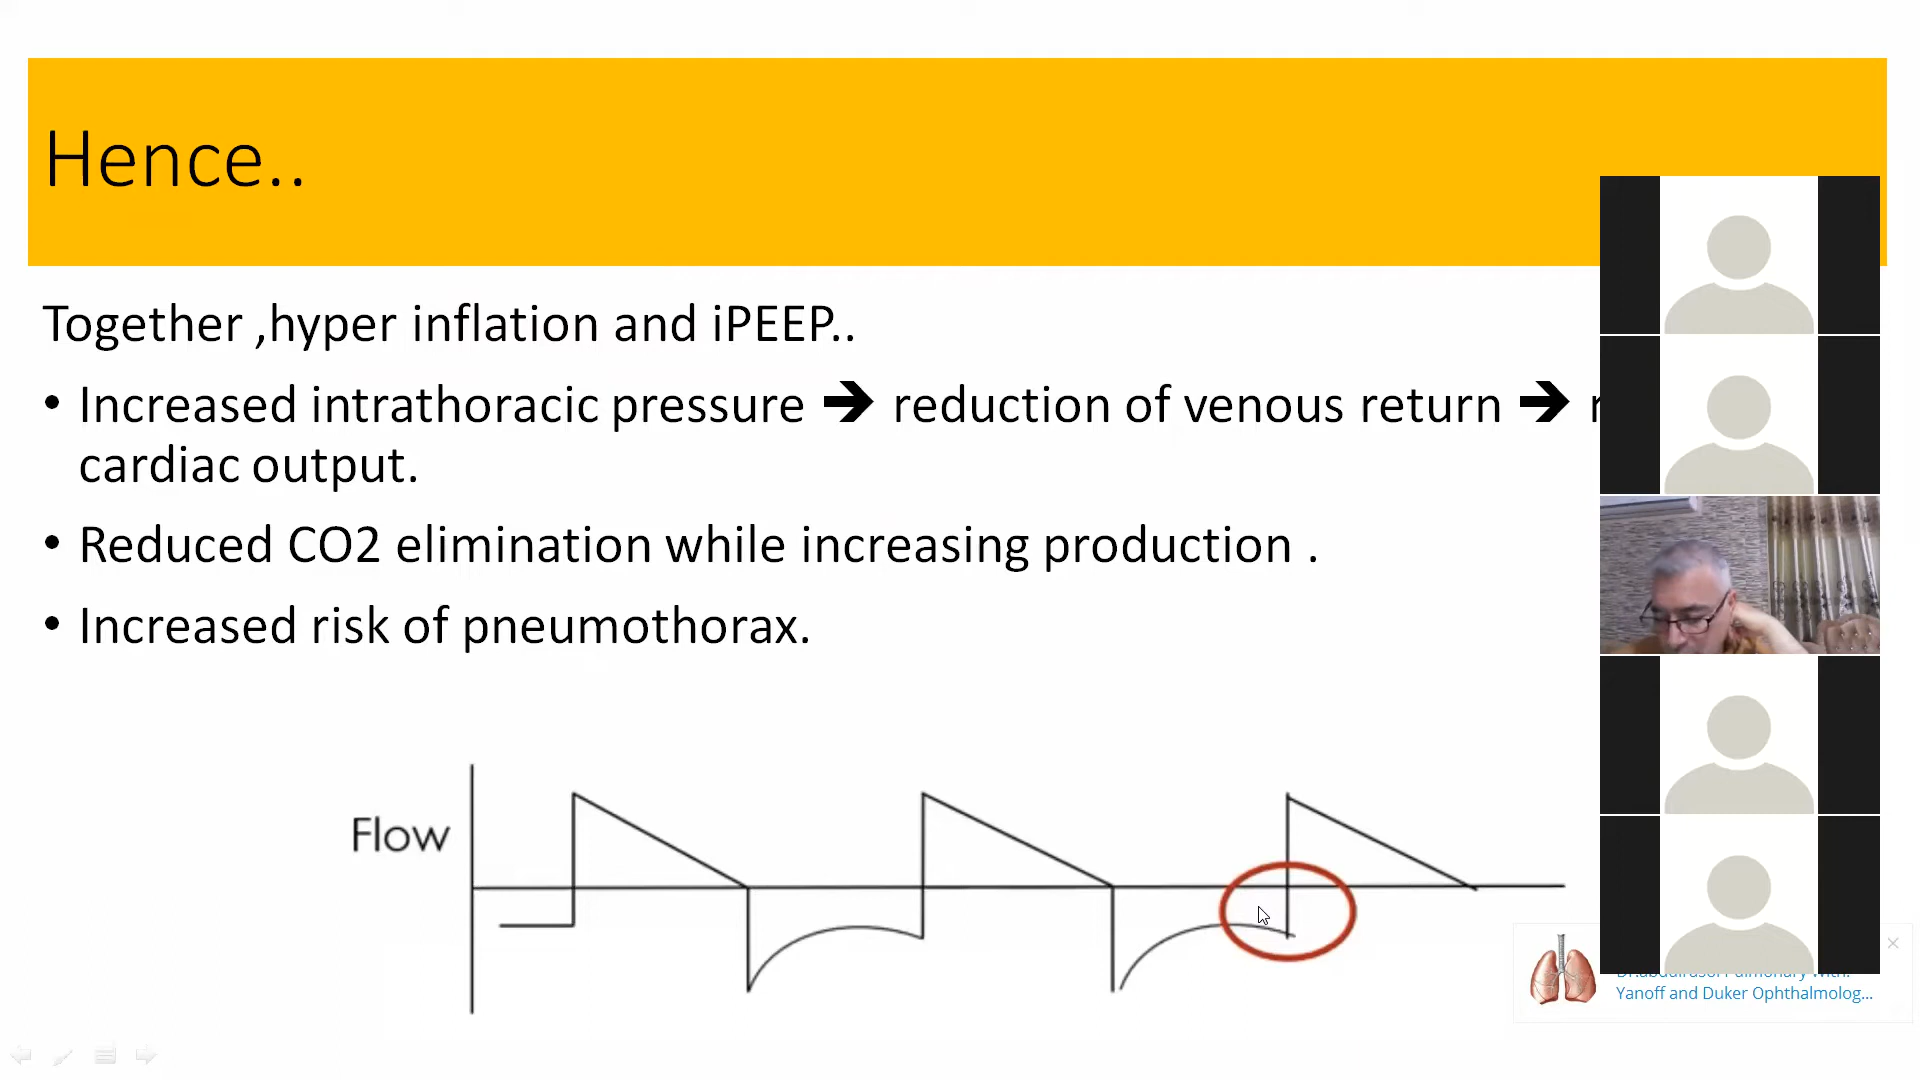 Hence..
Together ,hyper inflation and iPEEP..
• Increased intrathoracic pressure ➔ reduction of venous return ➔
cardiac output.
• Reduced CO2 elimination while increasing production .
• Increased risk of pneumothorax.
Flow
Yanoff and Duker Ophthalmolog...